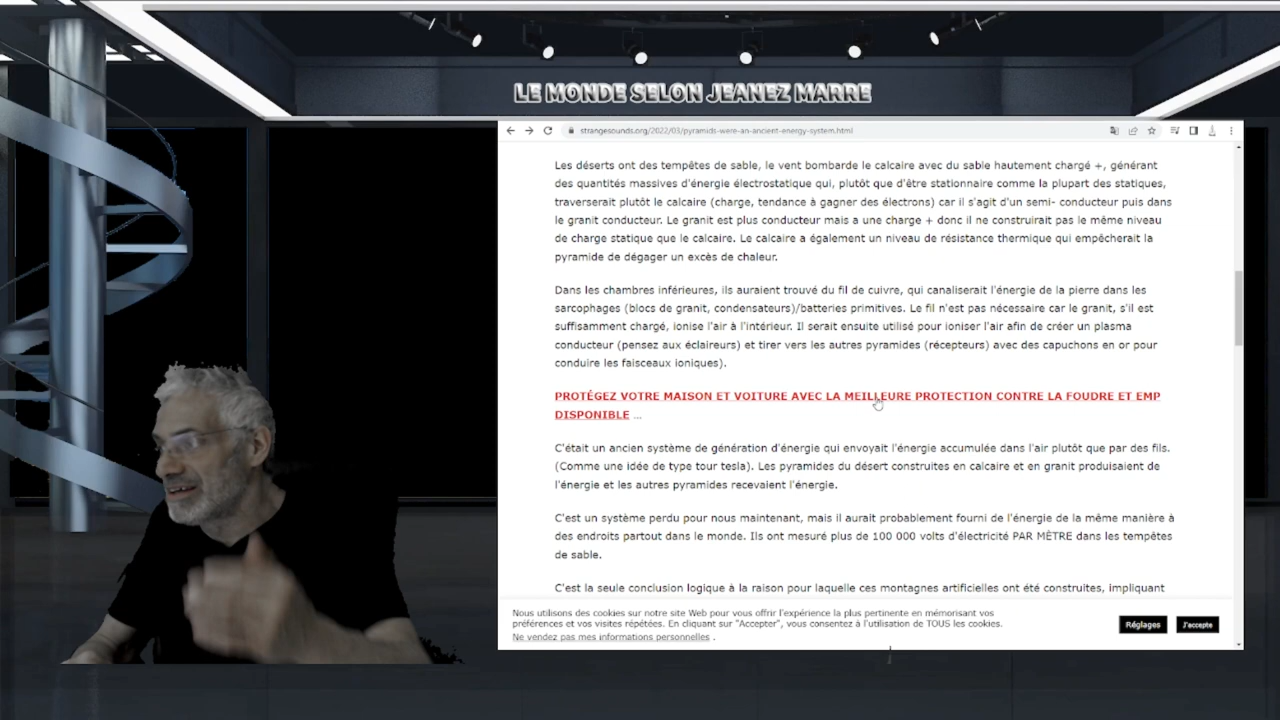 LE MONDE SELON JEANEZ MARRE
strangesounds.org/2022/03/pyramids-were-an-ancient-energy-system.html
Les déserts ont des tempêtes de sable, le vent bombarde le calcaire avec du sable hautement chargé +, générant
des quantités massives d'énergie électrostatique qui, plutôt que d'être stationnaire comme la plupart des statiques,
traverserait plutôt le calcaire (charge, tendance à gagner des électrons) car il s'agit d'un semi- conducteur puis dans
le granit conducteur. Le granit est plus conducteur mais a une charge + donc il ne construirait pas le même niveau
de charge statique que le calcaire. Le calcaire a également un niveau de résistance thermique qui empêcherait la
pyramide de dégager un excès de chaleur.
Dans les chambres inférieures, ils auraient trouvé du fil de cuivre, qui canaliserait l'énergie de la pierre dans les
sarcophages (blocs de granit, condensateurs)/batteries primitives. Le fil n'est pas nécessaire car le granit, s'il est
suffisamment chargé, ionise l'air à l'intérieur. Il serait ensuite utilisé pour ioniser l'air afin de créer un plasma
conducteur (pensez aux éclaireurs) et tirer vers les autres pyramides (récepteurs) avec des capuchons en or pour
conduire les faisceaux ioniques).
PROTÉGEZ VOTRE MAISON ET VOITURE AVEC LA MEILLEURE PROTECTION CONTRE LA FOUDRE ET EMP
DISPONIBLE ...
C'était un ancien système de génération d'énergie qui envoyait l'énergie accumulée dans l'air plutôt que par des fils.
(Comme une idée de type tour tesla). Les pyramides du désert construites en calcaire et en granit produisaient de
l'énergie et les autres pyramides recevaient l'énergie.
C'est un système perdu pour nous maintenant, mais il aurait probablement fourni de l'énergie de la même manière à
des endroits partout dans le monde. Ils ont mesuré plus de 100 000 volts d'électricité PAR MÈTRE dans les tempêtes
de sable.
C'est la seule conclusion logique à la raison pour laquelle ces montagnes artificielles ont été construites, impliquant
Nous utilisons des cookies sur notre site Web pour vous offrir l'expérience la plus pertinente en mémorisant vos
préférences et vos visites répétées. En cliquant sur "Accepter", vous consentez à l'utilisation de TOUS les cookies.
Ne vendez pas mes informations personnelles .
Réglages
J'accepte